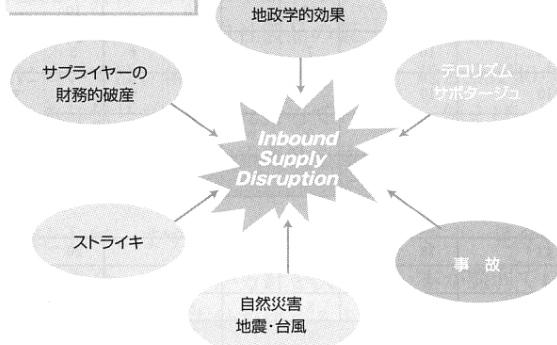 地政学的効果
サプライヤーの
財務的破産
テロリズム
サボタージュ
Inbound
Supply
Disruption
ストライキ
事 故
自然災害
地震・台風